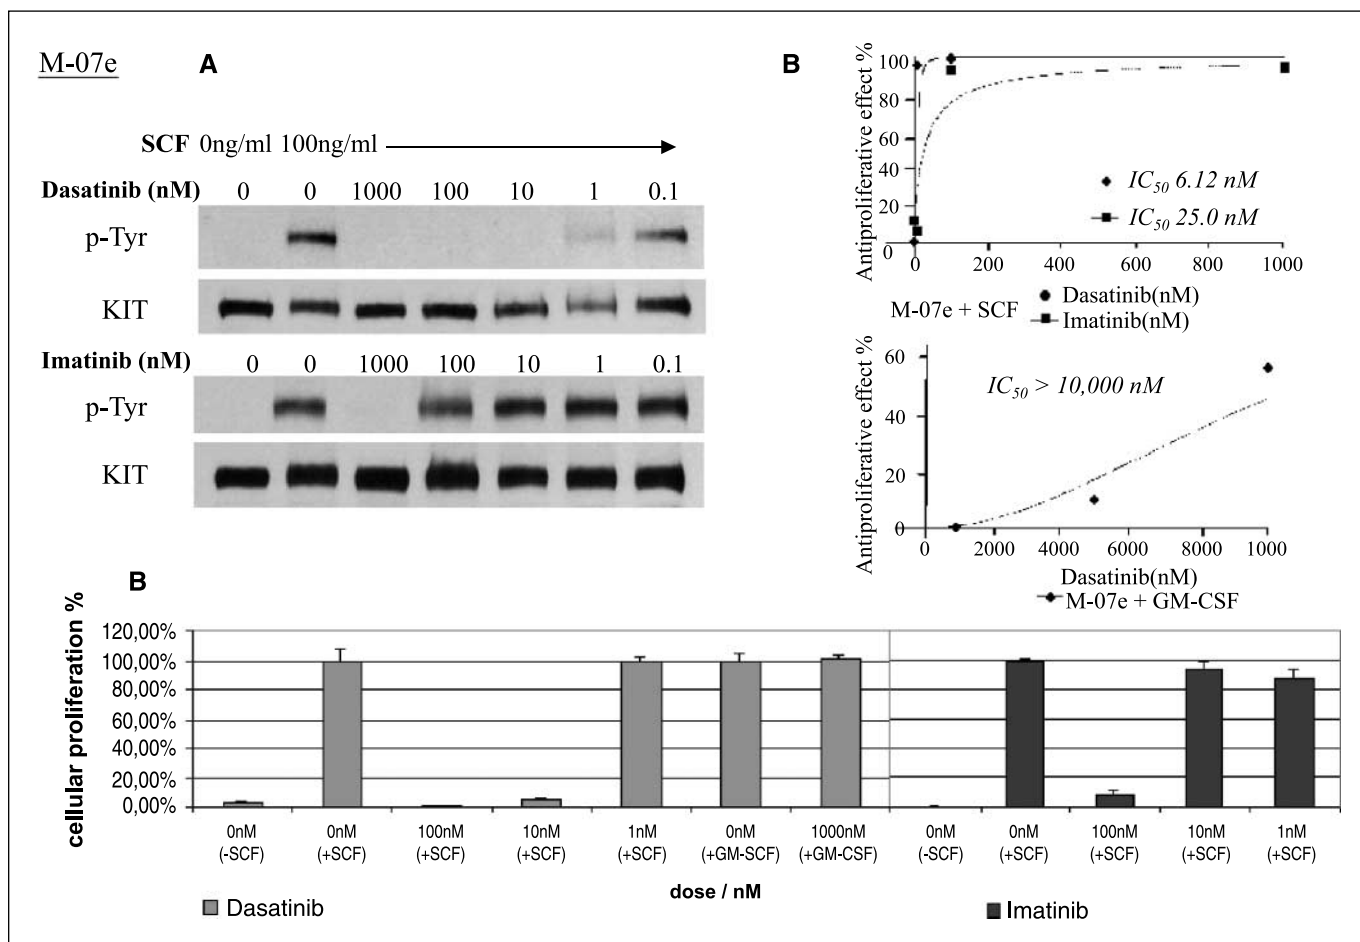 M-07e A
SCF 0ng/ml 100ng/ml
Dasatinib (nM) 0 0 1000 100 10 1 0.1
p-Tyr
KIT
Imatinib (nM) 0 0 1000 100 10 1 0.1
p-Tyr
KIT
B
Antiproliferative effect %
100
80
60
40
20
0
0 200 400 600 800 1000
IC50 6.12 nM
IC50 25.0 nM
M-07e + SCF
Dasatinib(nM)
Imatinib(nM)
Antiproliferative effect %
60
40
20
0
IC50 > 10,000 nM
0 2000 4000 6000 8000 1000
Dasatinib(nM)
M-07e + GM-CSF
B
cellular proliferation %
120,00%
100,00%
80,00%
60,00%
40,00%
20,00%
0,00%
0nM 0nM 100nM 10nM 1nM 0nM 1000nM 0nM 0nM 100nM 10nM 1nM
(-SCF) (+SCF) (+SCF) (+SCF) (+SCF) (+GM-SCF) (+GM-CSF) (-SCF) (+SCF) (+SCF) (+SCF) (+SCF)
dose / nM
Dasatinib Imatinib